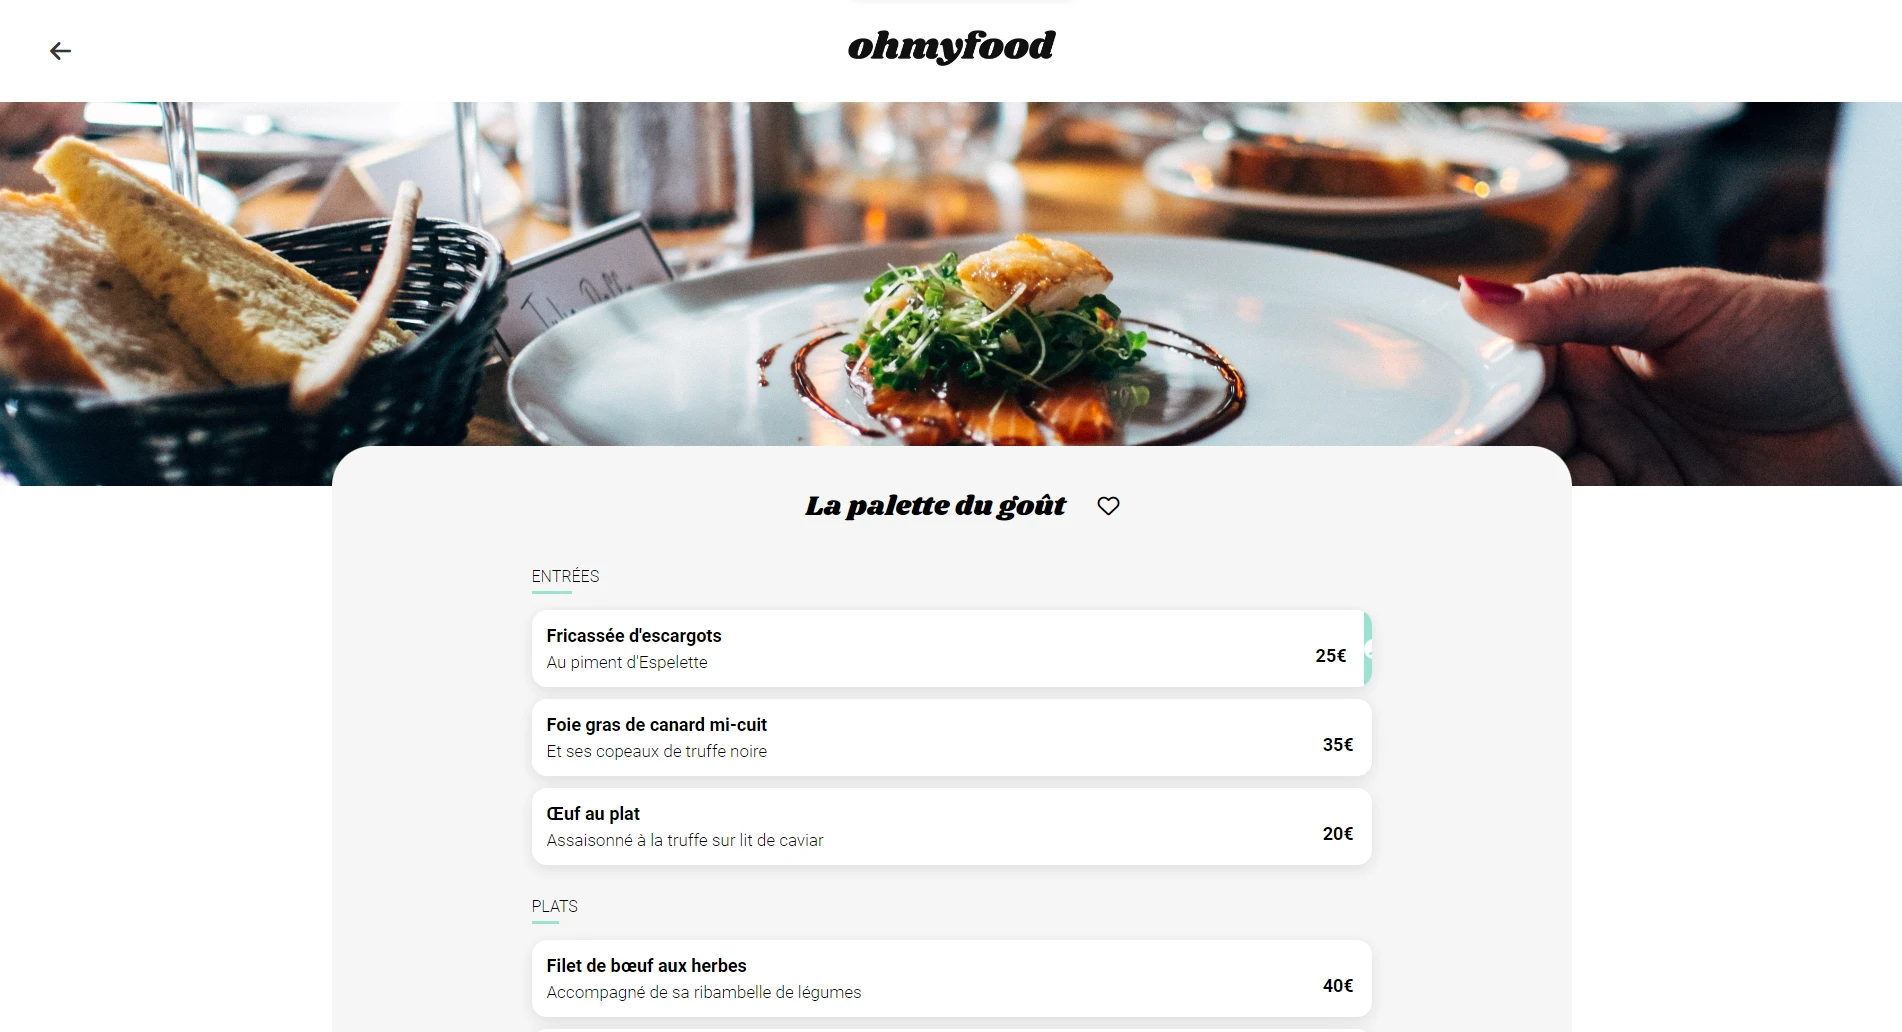 ohmyfood
La palette du goût
ENTRÉES
Fricassée d'escargots
Au piment d'Espelette
25€
Foie gras de canard mi-cuit
Et ses copeaux de truffe noire
35€
Œuf au plat
Assaisonné à la truffe sur lit de caviar
20€
PLATS
Filet de bœuf aux herbes
Accompagné de sa ribambelle de légumes
40€